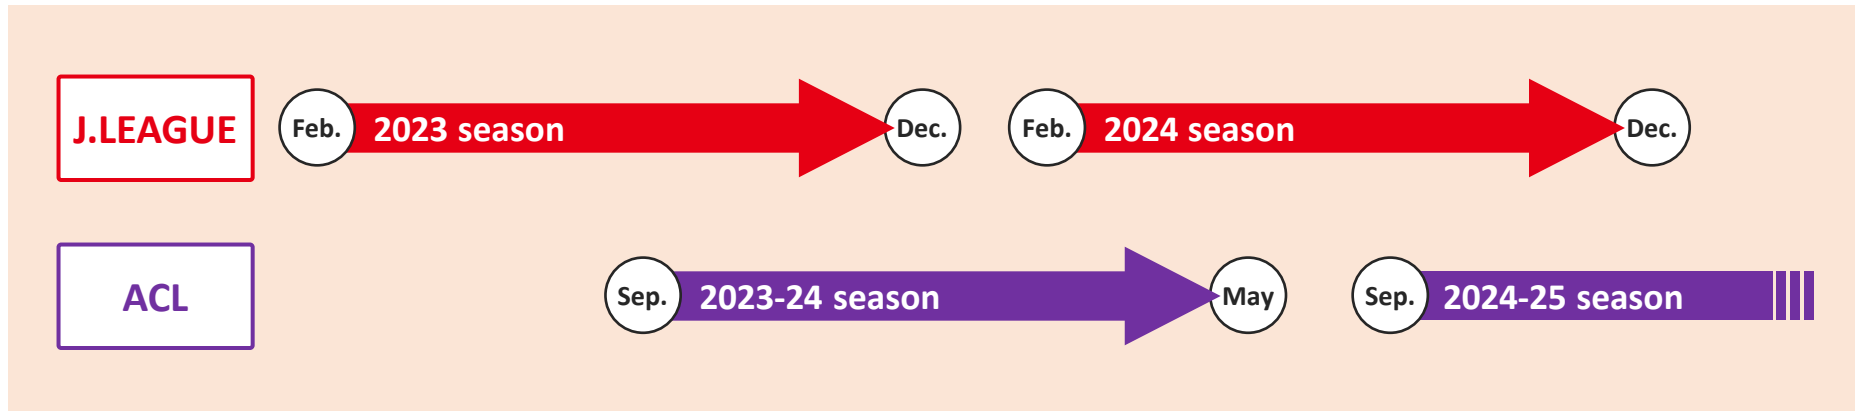 J.LEAGUE
Feb.
2023 season
Dec.
Feb.
2024 season
Dec.
ACL
Sep.
2023-24 season
May
Sep.
2024-25 season